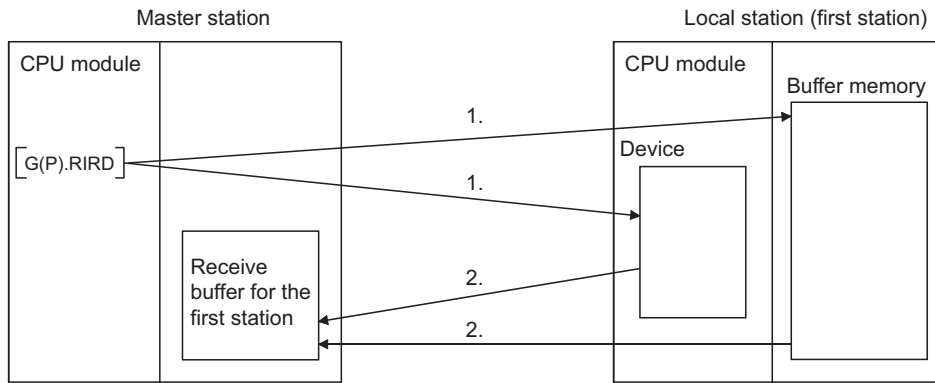 Master station
Local station (first station)
CPU module
CPU module
Buffer memory
1.
G(P).RIRD
Device
1.
Receive
buffer for the
first station
2.
2.